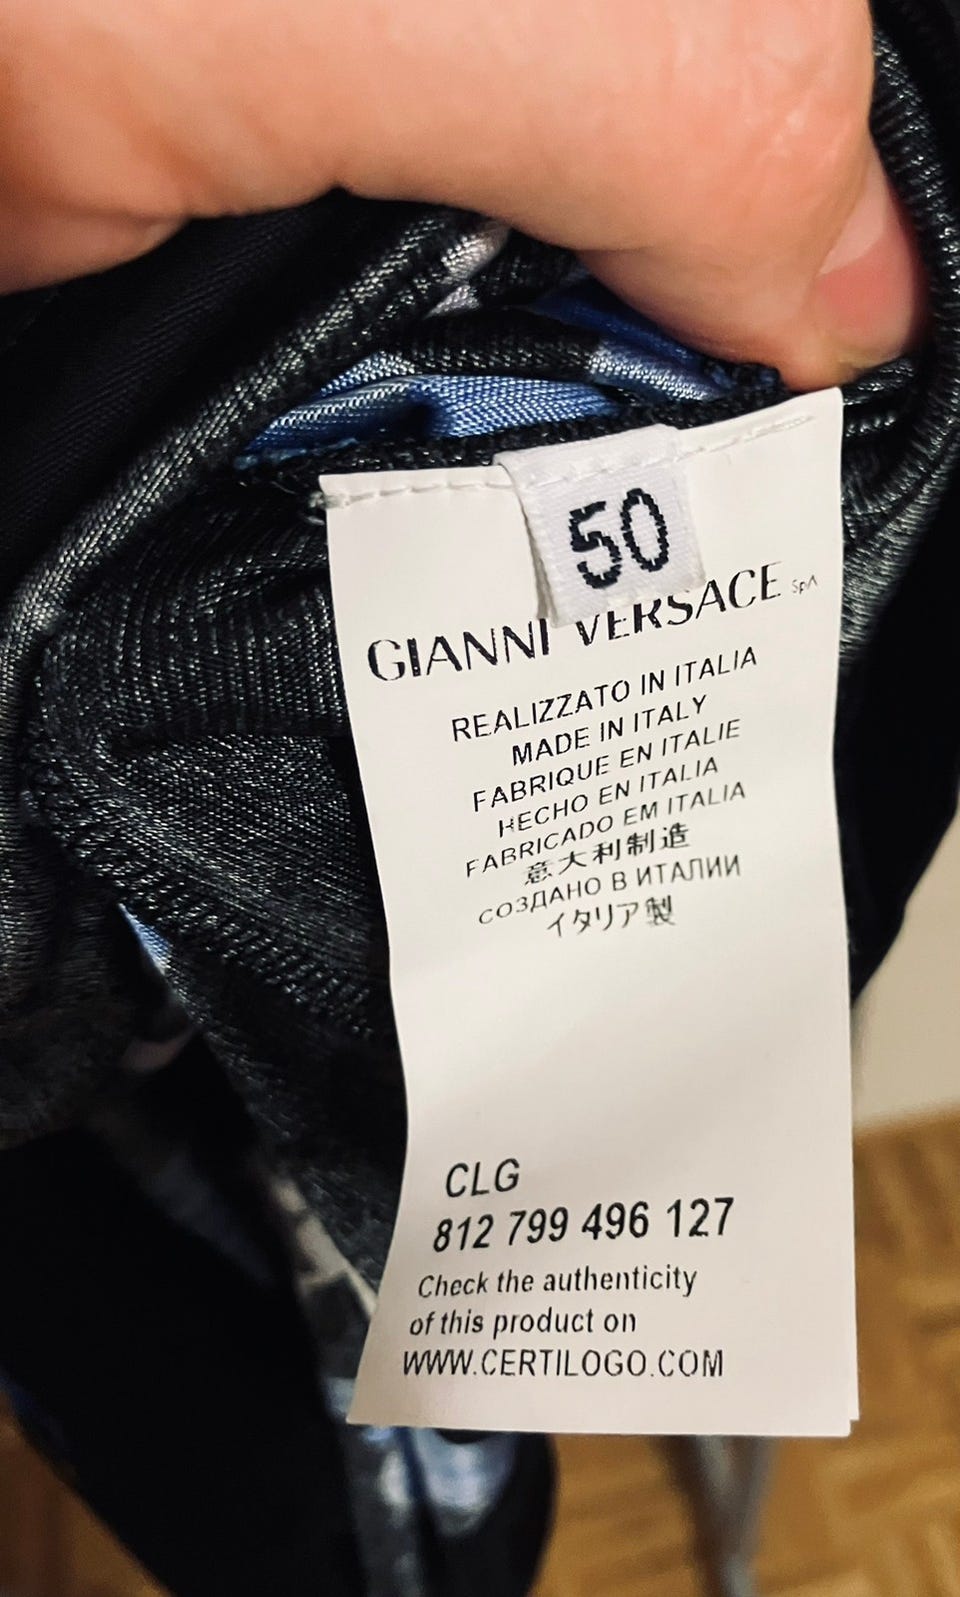 50
GIANNI VERSACE SpA
REALIZZATO IN ITALIA
MADE IN ITALY
FABRIQUE EN ITALIE
HECHO EN ITALIA
FABRICADO EM ITALIA
意大利制造
СОЗДАНО В ИТАЛИИ
イタリア製
CLG
812 799 496 127
Check the authenticity
of this product on
WWW.CERTILOGO.COM